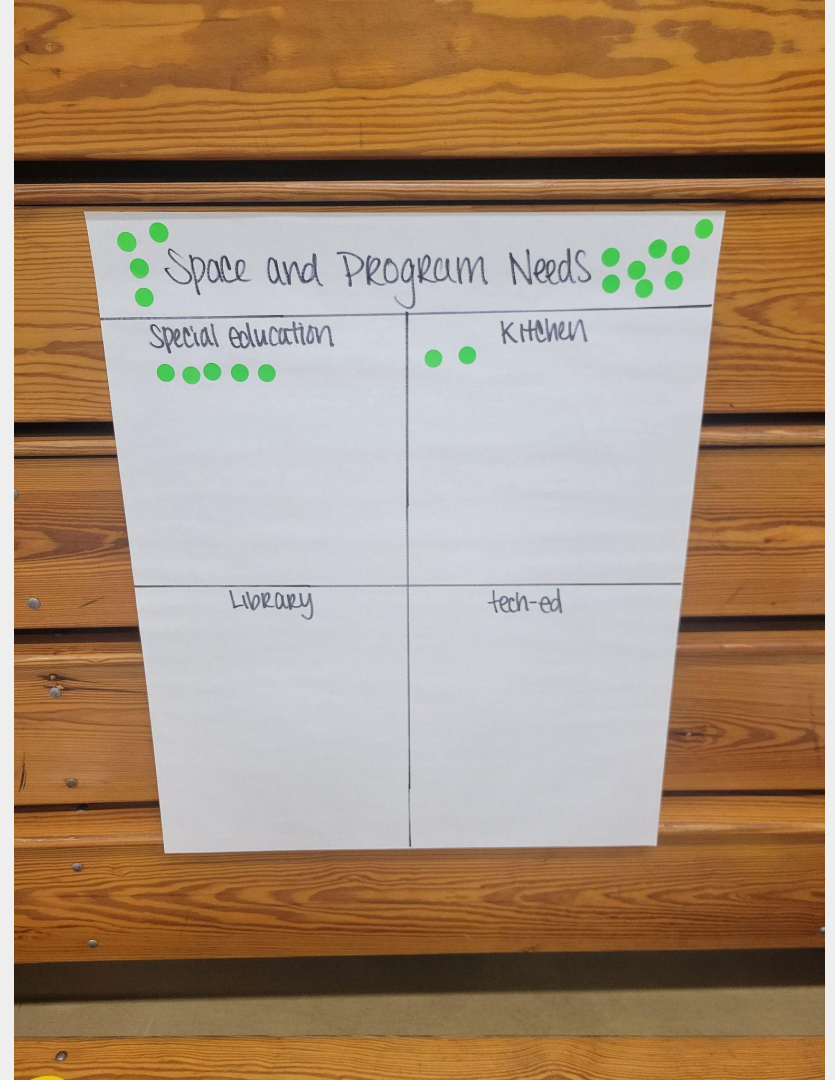 Space and Program Needs
Special education
Kitchen
Library
tech-ed